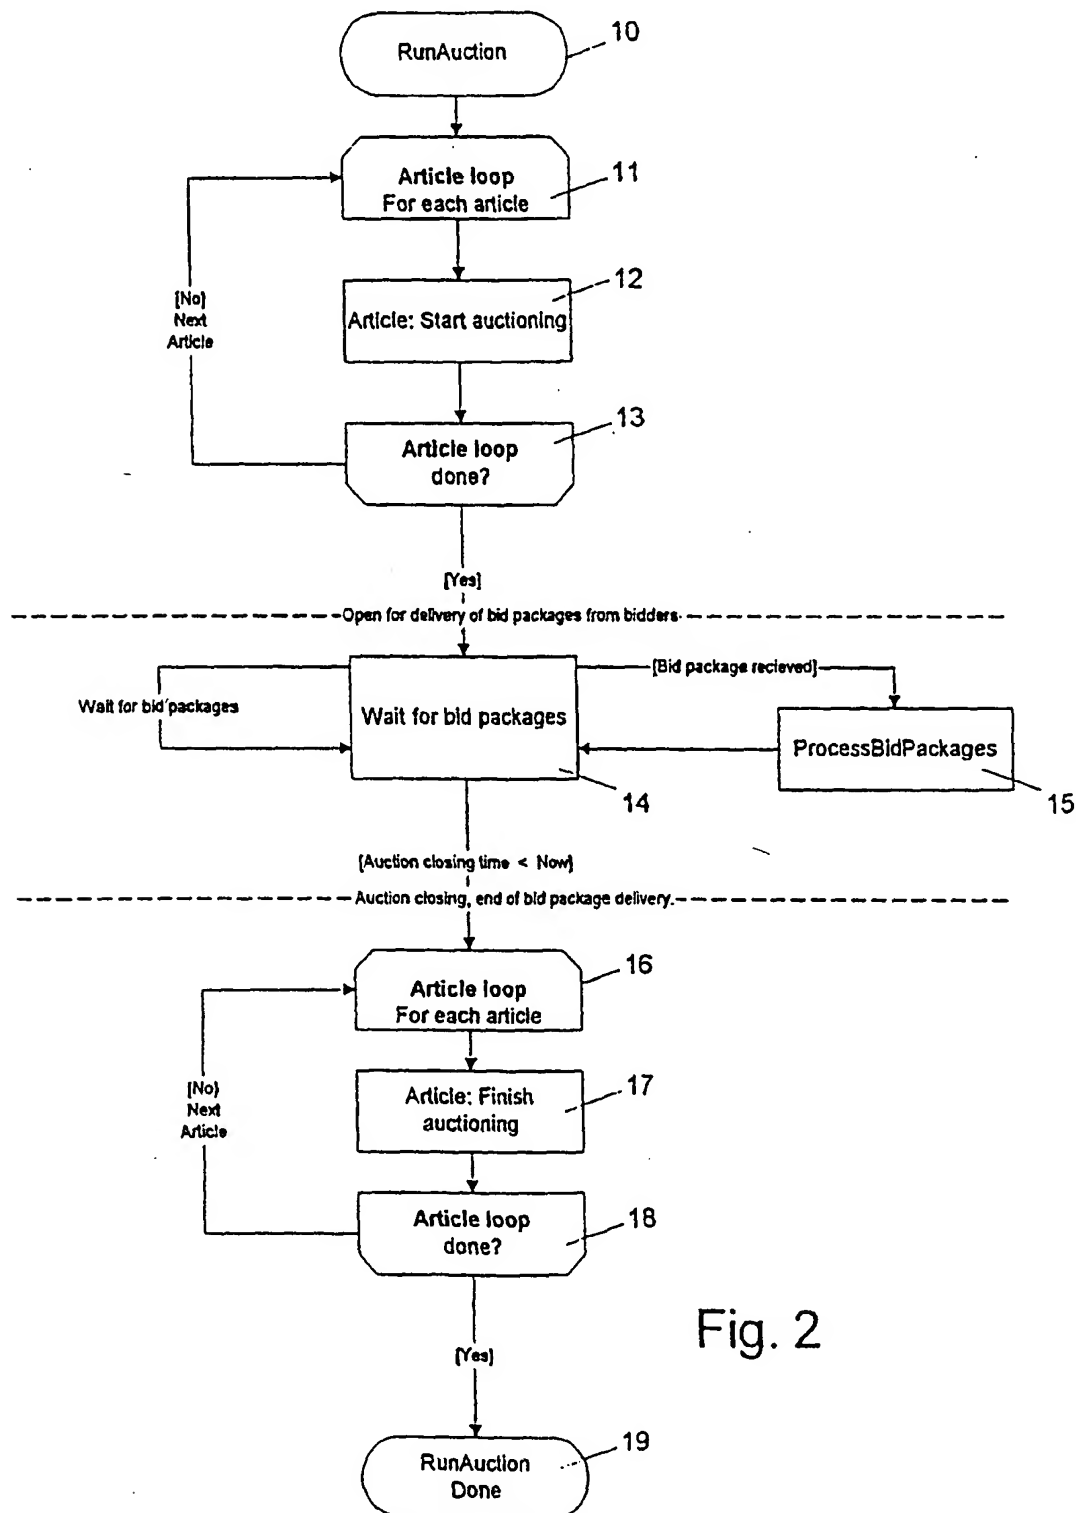 RunAuction
10
Article loop
For each article
11
[No]
Next
Article
Article: Start auctioning
12
Article loop
done?
13
[Yes]
Open for delivery of bid packages from bidders
Wait for bid packages
Wait for bid packages
14
[Bid package recieved]
ProcessBidPackages
15
[Auction closing time < Now]
Auction closing, end of bid package delivery.
Article loop
For each article
16
[No]
Next
Article
Article: Finish
auctioning
17
Article loop
done?
18
[Yes]
Fig. 2
RunAuction
Done
19